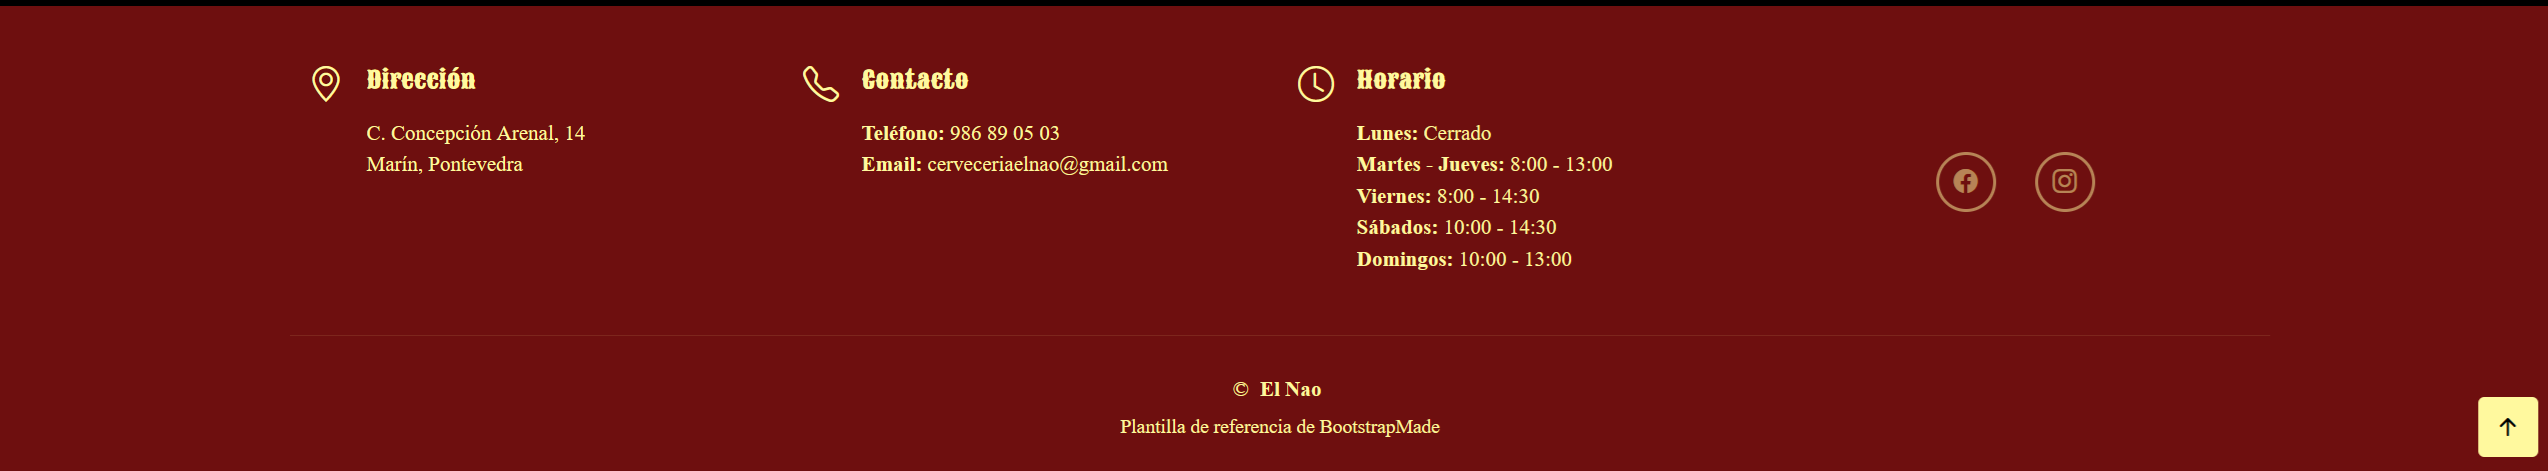 Dirección
C. Concepción Arenal, 14
Marín, Pontevedra
Contacto
Teléfono: 986 89 05 03
Email: cerveceriaelnao@gmail.com
Horario
Lunes: Cerrado
Martes - Jueves: 8:00 - 13:00
Viernes: 8:00 - 14:30
Sábados: 10:00 - 14:30
Domingos: 10:00 - 13:00
© El Nao
Plantilla de referencia de BootstrapMade